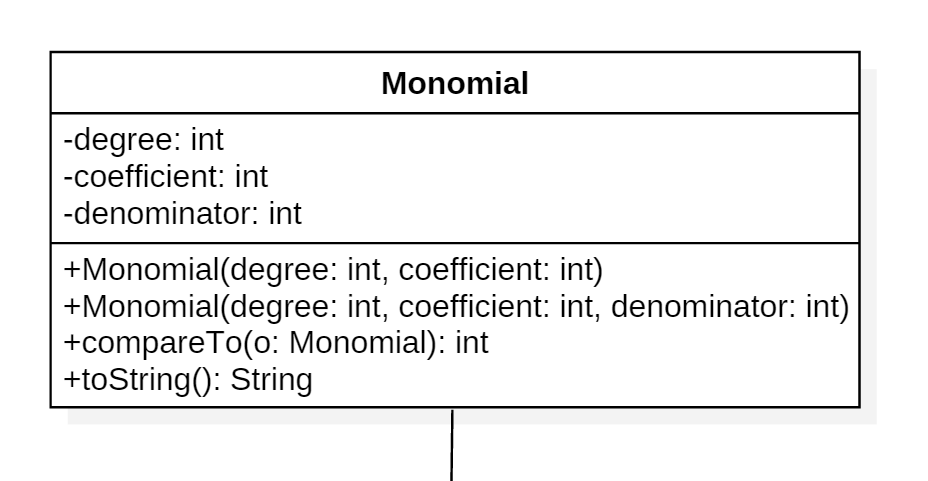 Monomial
-degree: int
-coefficient: int
-denominator: int
+Monomial(degree: int, coefficient: int)
+Monomial(degree: int, coefficient: int, denominator: int)
+compareTo(o: Monomial): int
+toString(): String